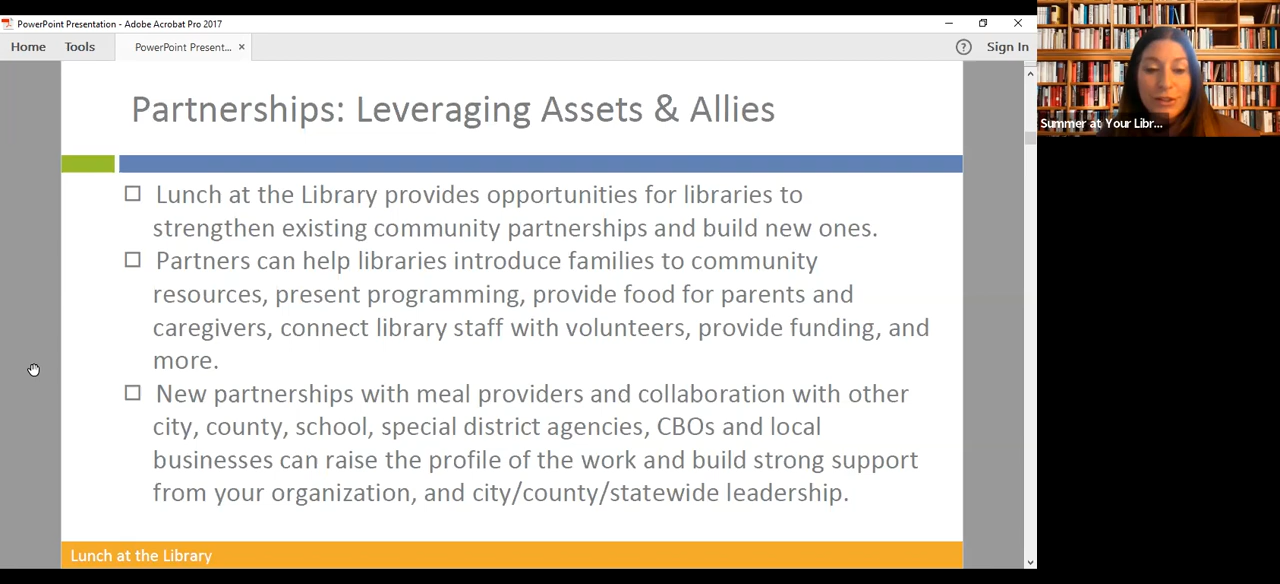 PowerPoint Presentation - Adobe Acrobat Pro 2017
Home Tools PowerPoint Present... × ? Sign In
Summer at Your Libr...
Partnerships: Leveraging Assets & Allies
Lunch at the Library provides opportunities for libraries to
strengthen existing community partnerships and build new ones.
Partners can help libraries introduce families to community
resources, present programming, provide food for parents and
caregivers, connect library staff with volunteers, provide funding, and
more.
New partnerships with meal providers and collaboration with other
city, county, school, special district agencies, CBOs and local
businesses can raise the profile of the work and build strong support
from your organization, and city/county/statewide leadership.
Lunch at the Library